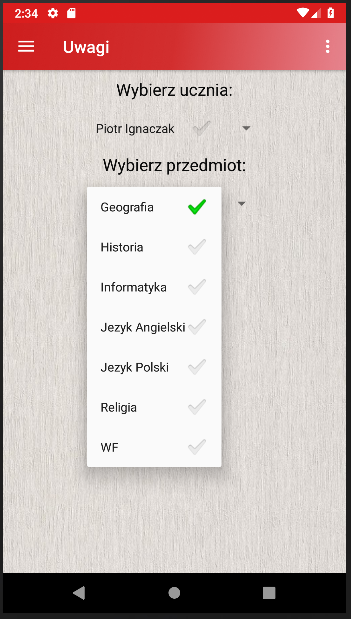 2:34
Uwagi
Wybierz ucznia:
Piotr Ignaczak
Wybierz przedmiot:
Geografia
Historia
Informatyka
Jezyk Angielski
Jezyk Polski
Religia
WF